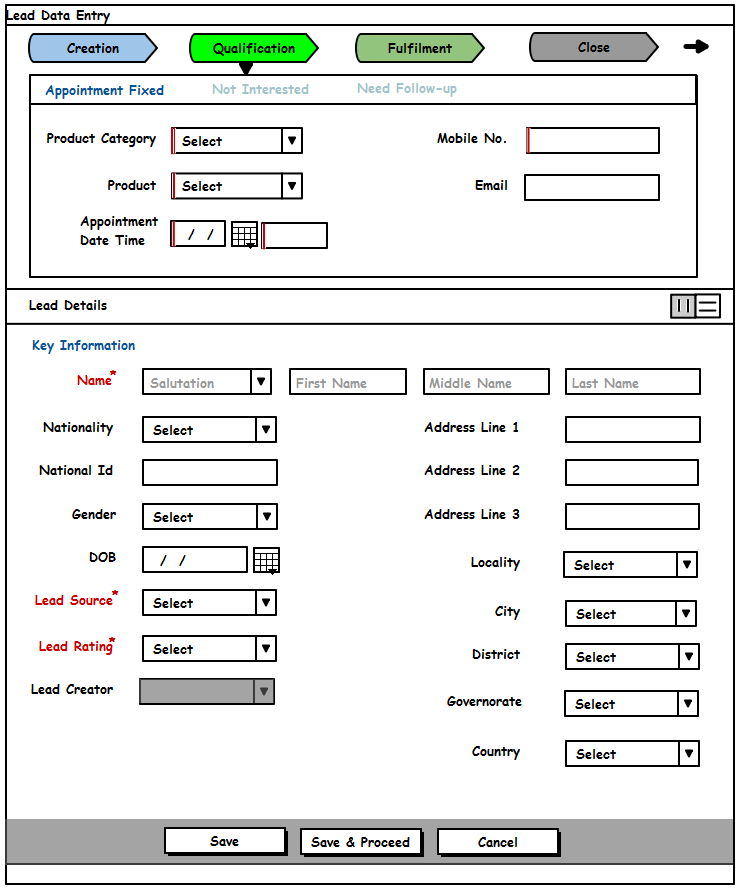 Lead Data Entry
Creation Qualification Fulfilment Close
Appointment Fixed Not Interested Need Follow-up
Product Category Select Mobile No.
Product Select Email
Appointment
Date Time / /
Lead Details
Key Information
Name* Salutation First Name Middle Name Last Name
Nationality Select Address Line 1
National Id Address Line 2
Gender Select Address Line 3
DOB / / Locality Select
Lead Source* Select City Select
Lead Rating* Select District Select
Lead Creator Governorate Select
Country Select
Save Save & Proceed Cancel